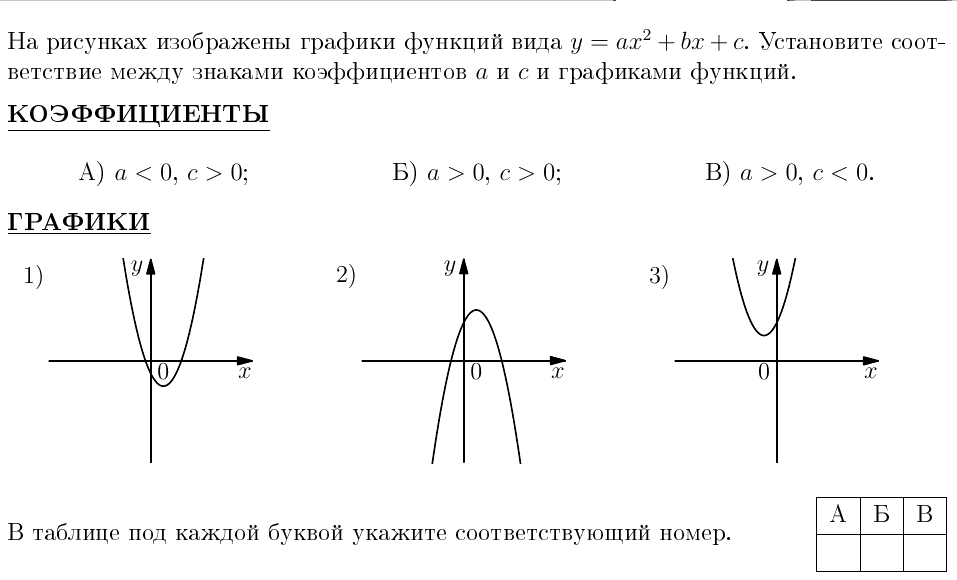 На рисунках изображены графики функций вида y = ax² + bx + c. Установите соот-
ветствие между знаками коэффициентов a и c и графиками функций.
КОЭФФИЦИЕНТЫ
А) a < 0, c > 0; Б) a > 0, c > 0; В) a > 0, c < 0.
ГРАФИКИ
1) y 0 x 2) y 0 x 3) y 0 x
В таблице под каждой буквой укажите соответствующий номер. А Б В